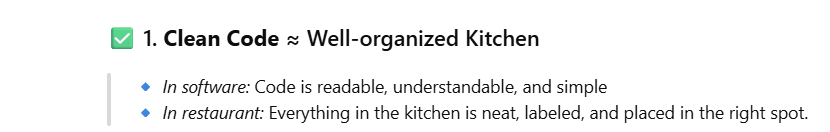 ✅ 1. Clean Code ≈ Well-organized Kitchen
🔹 In software: Code is readable, understandable, and simple
🔹 In restaurant: Everything in the kitchen is neat, labeled, and placed in the right spot.